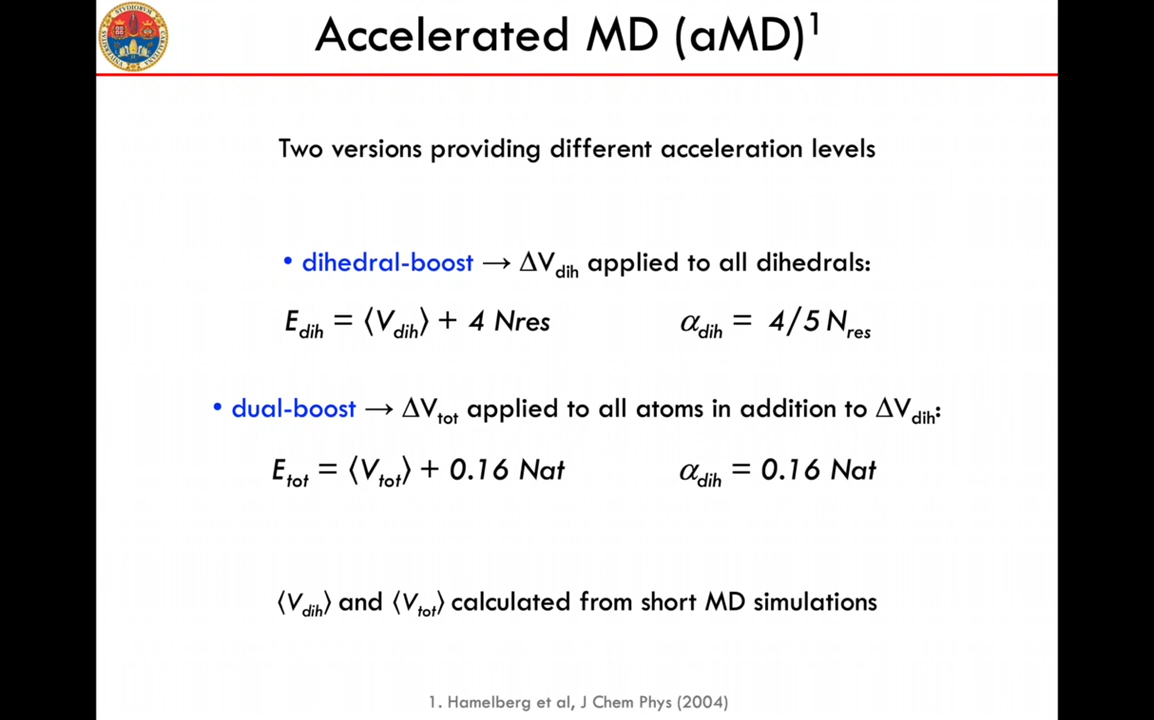 Accelerated MD (aMD)¹
Two versions providing different acceleration levels
• dihedral-boost → ΔV_dih applied to all dihedrals:
E_dih = ⟨V_dih⟩ + 4 Nres α_dih = 4/5 N_res
• dual-boost → ΔV_tot applied to all atoms in addition to ΔV_dih:
E_tot = ⟨V_tot⟩ + 0.16 Nat α_dih = 0.16 Nat
⟨V_dih⟩ and ⟨V_tot⟩ calculated from short MD simulations
1. Hamelberg et al, J Chem Phys (2004)